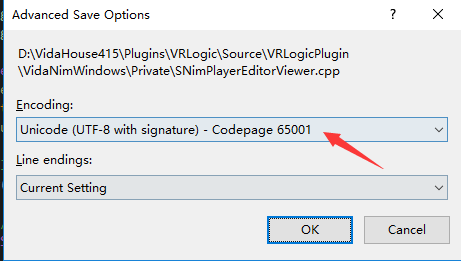 Advanced Save Options
D:\VidaHouse415\Plugins\VRLogic\Source\VRLogicPlugin
\VidaNimWindows\Private\SNimPlayerEditorViewer.cpp
Encoding:
Unicode (UTF-8 with signature) - Codepage 65001
Line endings:
Current Setting
OK
Cancel